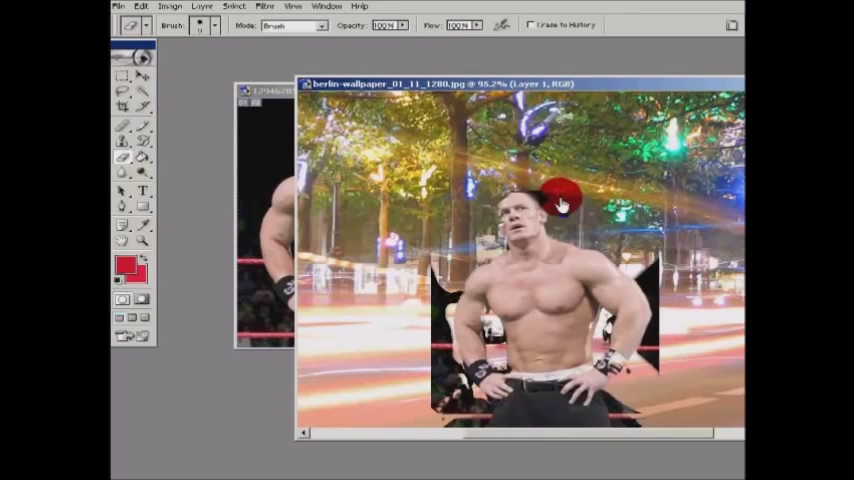 File Edit Image Layer Select Filter View Window Help
Brush: 9 Mode: Brush Opacity: 100% Flow: 100% Erase to History
berlin-wallpaper_01_11_1280.jpg @ 95.2% (Layer 1, RGB)
T